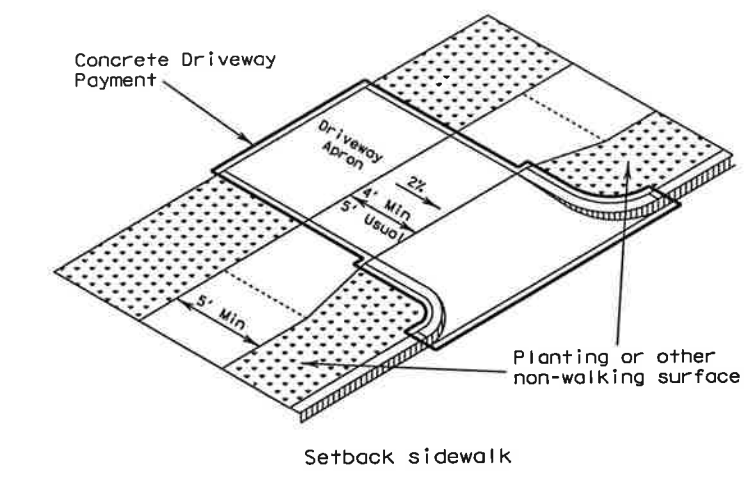 Concrete Driveway
Payment
Driveway
Apron
2%
4' Min
5' Usual
5' Min
Planting or other
non-walking surface
Setback sidewalk